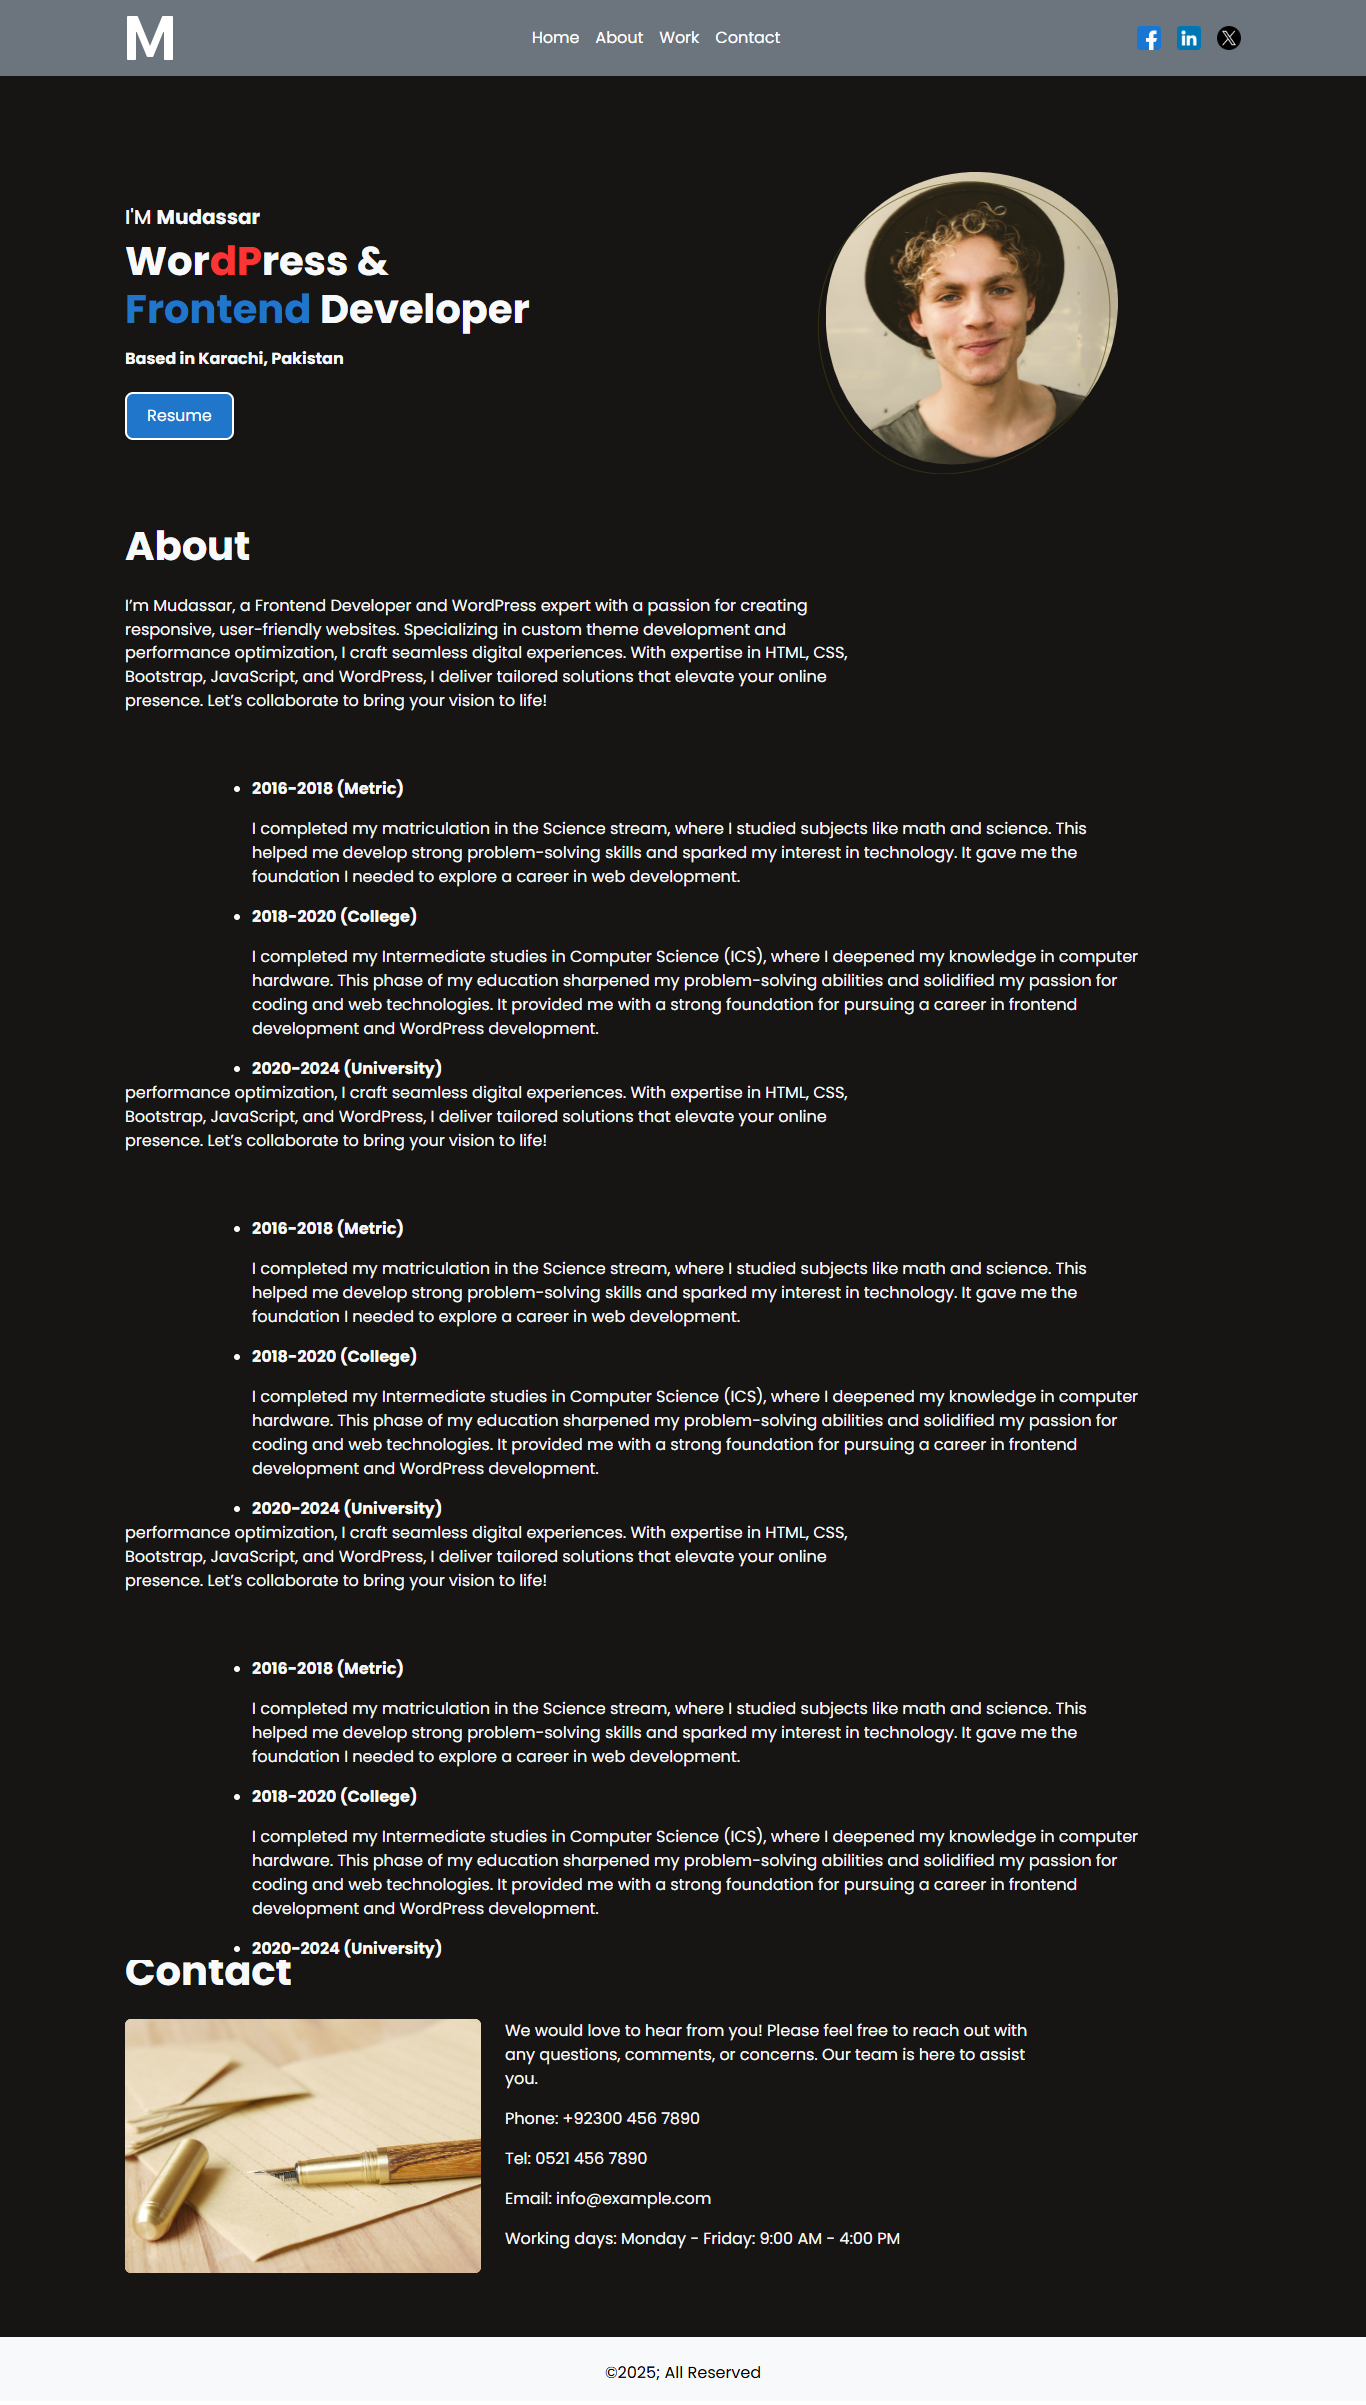 M
Home About Work Contact
I'M Mudassar
WordPress &
Frontend Developer
Based in Karachi, Pakistan
Resume
About
I’m Mudassar, a Frontend Developer and WordPress expert with a passion for creating
responsive, user-friendly websites. Specializing in custom theme development and
performance optimization, I craft seamless digital experiences. With expertise in HTML, CSS,
Bootstrap, JavaScript, and WordPress, I deliver tailored solutions that elevate your online
presence. Let’s collaborate to bring your vision to life!
• 2016-2018 (Metric)
I completed my matriculation in the Science stream, where I studied subjects like math and science. This
helped me develop strong problem-solving skills and sparked my interest in technology. It gave me the
foundation I needed to explore a career in web development.
• 2018-2020 (College)
I completed my Intermediate studies in Computer Science (ICS), where I deepened my knowledge in computer
hardware. This phase of my education sharpened my problem-solving abilities and solidified my passion for
coding and web technologies. It provided me with a strong foundation for pursuing a career in frontend
development and WordPress development.
• 2020-2024 (University)
performance optimization, I craft seamless digital experiences. With expertise in HTML, CSS,
Bootstrap, JavaScript, and WordPress, I deliver tailored solutions that elevate your online
presence. Let’s collaborate to bring your vision to life!
• 2016-2018 (Metric)
I completed my matriculation in the Science stream, where I studied subjects like math and science. This
helped me develop strong problem-solving skills and sparked my interest in technology. It gave me the
foundation I needed to explore a career in web development.
• 2018-2020 (College)
I completed my Intermediate studies in Computer Science (ICS), where I deepened my knowledge in computer
hardware. This phase of my education sharpened my problem-solving abilities and solidified my passion for
coding and web technologies. It provided me with a strong foundation for pursuing a career in frontend
development and WordPress development.
• 2020-2024 (University)
performance optimization, I craft seamless digital experiences. With expertise in HTML, CSS,
Bootstrap, JavaScript, and WordPress, I deliver tailored solutions that elevate your online
presence. Let’s collaborate to bring your vision to life!
• 2016-2018 (Metric)
I completed my matriculation in the Science stream, where I studied subjects like math and science. This
helped me develop strong problem-solving skills and sparked my interest in technology. It gave me the
foundation I needed to explore a career in web development.
• 2018-2020 (College)
I completed my Intermediate studies in Computer Science (ICS), where I deepened my knowledge in computer
hardware. This phase of my education sharpened my problem-solving abilities and solidified my passion for
coding and web technologies. It provided me with a strong foundation for pursuing a career in frontend
development and WordPress development.
• 2020-2024 (University)
Contact
We would love to hear from you! Please feel free to reach out with
any questions, comments, or concerns. Our team is here to assist
you.
Phone: +92300 456 7890
Tel: 0521 456 7890
Email: info@example.com
Working days: Monday - Friday: 9:00 AM - 4:00 PM
©2025; All Reserved